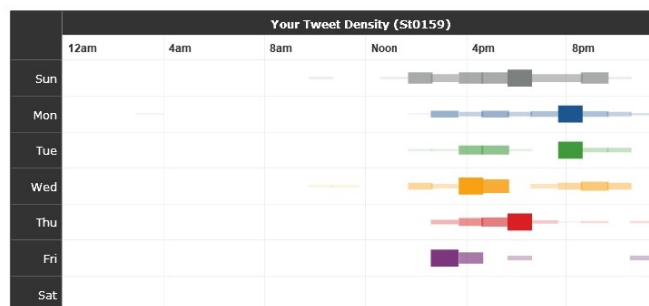 Your Tweet Density (St0159)
12am 4am 8am Noon 4pm 8pm
Sun
Mon
Tue
Wed
Thu
Fri
Sat